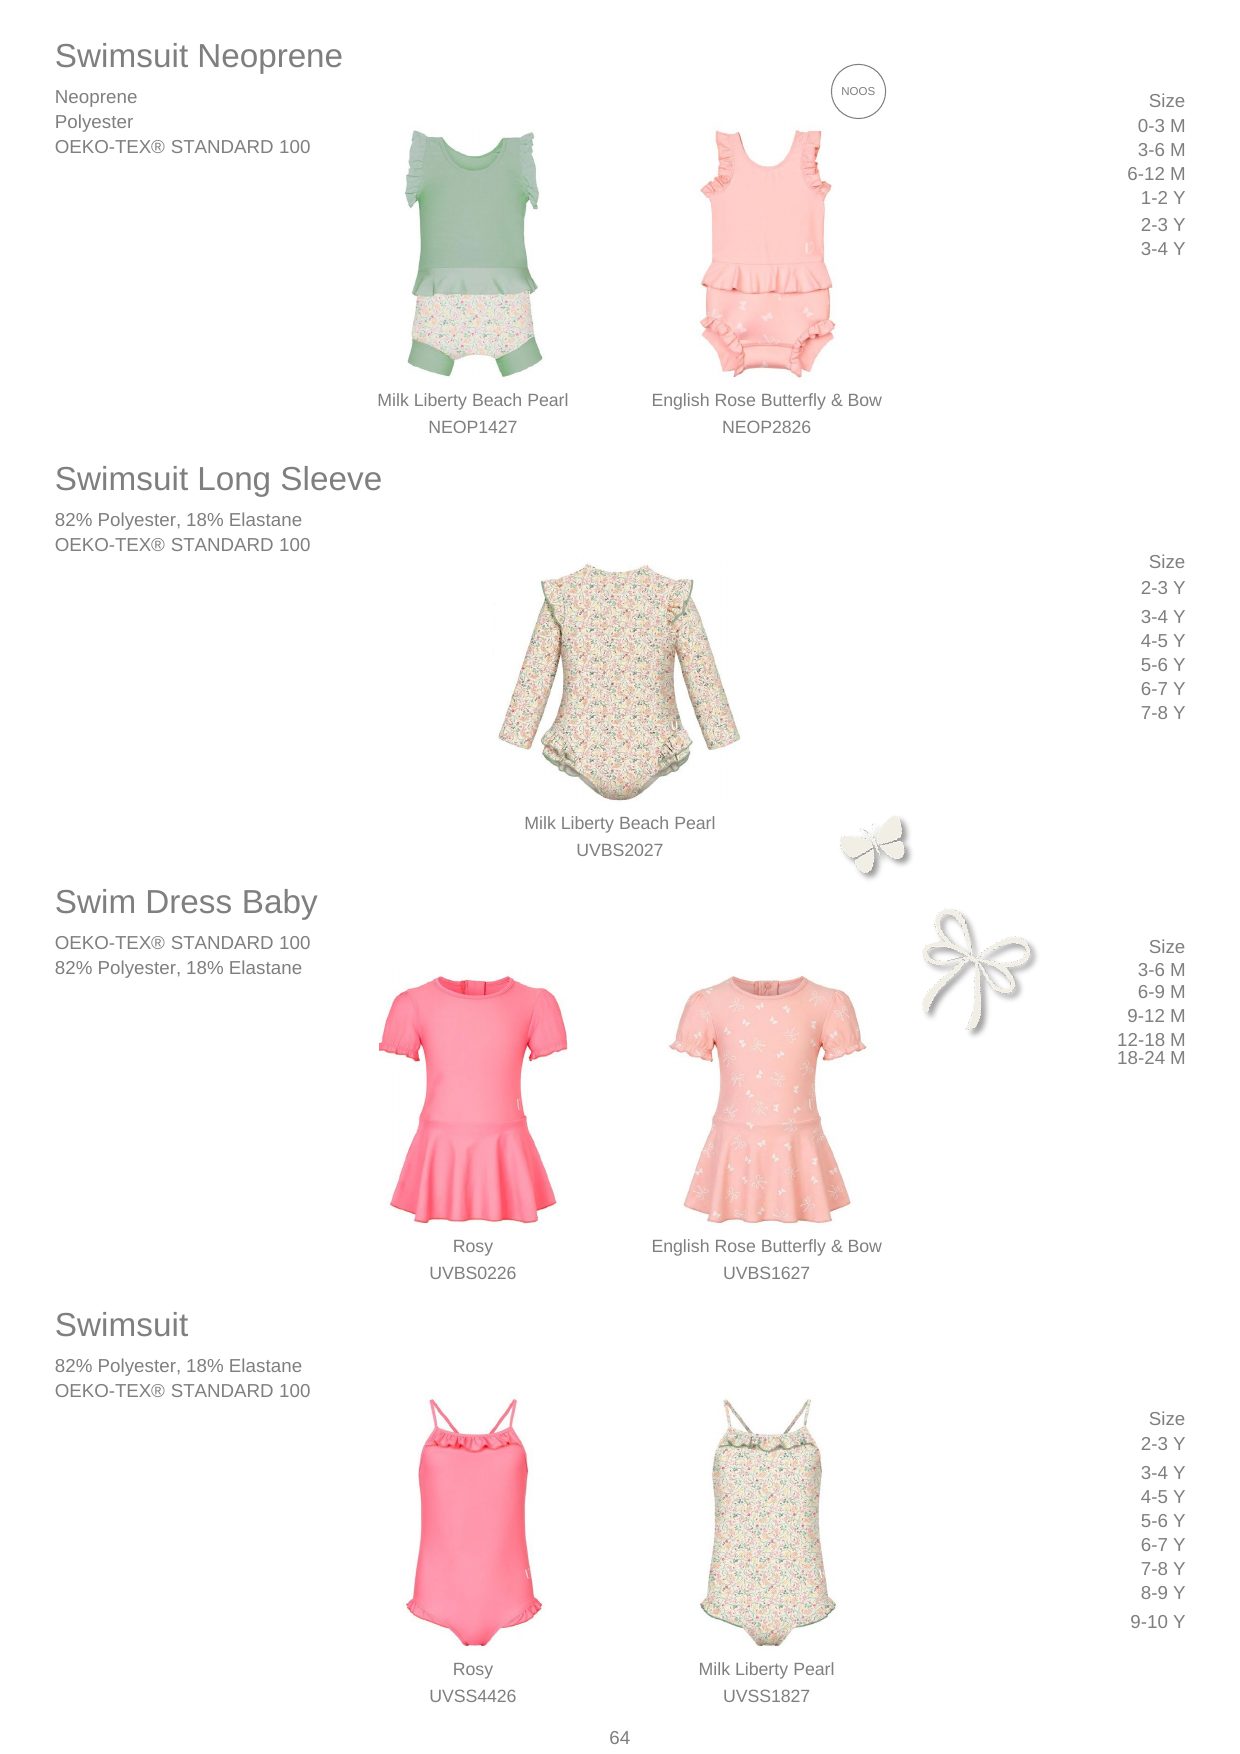 Swimsuit Neoprene
Neoprene
Polyester
OEKO-TEX® STANDARD 100
NOOS
Size
0-3 M
3-6 M
6-12 M
1-2 Y
2-3 Y
3-4 Y
Milk Liberty Beach Pearl
NEOP1427
English Rose Butterfly & Bow
NEOP2826
Swimsuit Long Sleeve
82% Polyester, 18% Elastane
OEKO-TEX® STANDARD 100
Size
2-3 Y
3-4 Y
4-5 Y
5-6 Y
6-7 Y
7-8 Y
Milk Liberty Beach Pearl
UVBS2027
Swim Dress Baby
OEKO-TEX® STANDARD 100
82% Polyester, 18% Elastane
Size
3-6 M
6-9 M
9-12 M
12-18 M
18-24 M
Rosy
UVBS0226
English Rose Butterfly & Bow
UVBS1627
Swimsuit
82% Polyester, 18% Elastane
OEKO-TEX® STANDARD 100
Size
2-3 Y
3-4 Y
4-5 Y
5-6 Y
6-7 Y
7-8 Y
8-9 Y
9-10 Y
Rosy
UVSS4426
Milk Liberty Pearl
UVSS1827
64